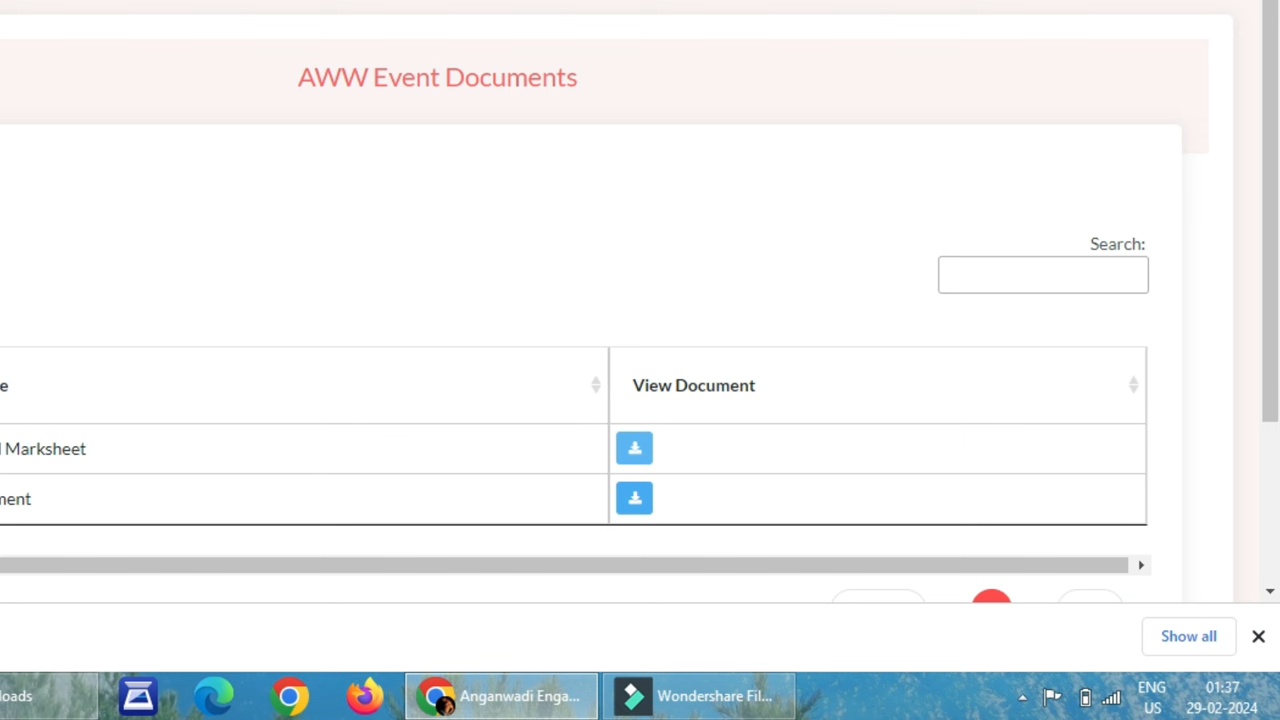 AWW Event Documents
Search:
e
View Document
l Marksheet
ment
Show all
loads
Anganwadi Enga...
Wondershare Fil...
ENG
US
01:37
29-02-2024